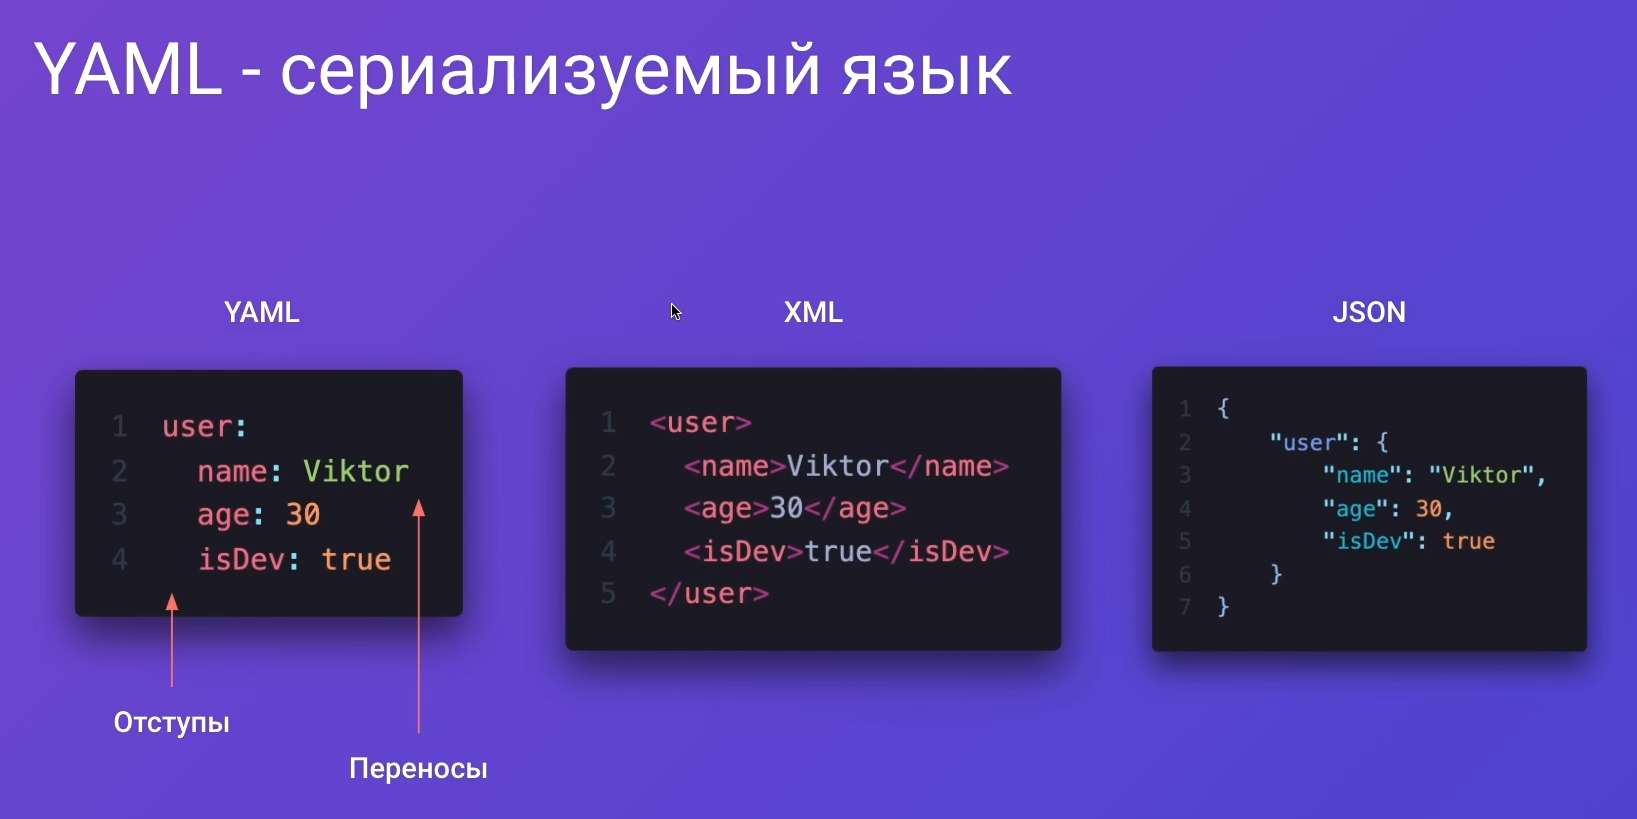 YAML - сериализуемый язык
YAML
1 user:
2   name: Viktor
3   age: 30
4   isDev: true
Отступы
Переносы
XML
1 <user>
2   <name>Viktor</name>
3   <age>30</age>
4   <isDev>true</isDev>
5 </user>
JSON
1 {
2     "user": {
3         "name": "Viktor",
4         "age": 30,
5         "isDev": true
6     }
7 }